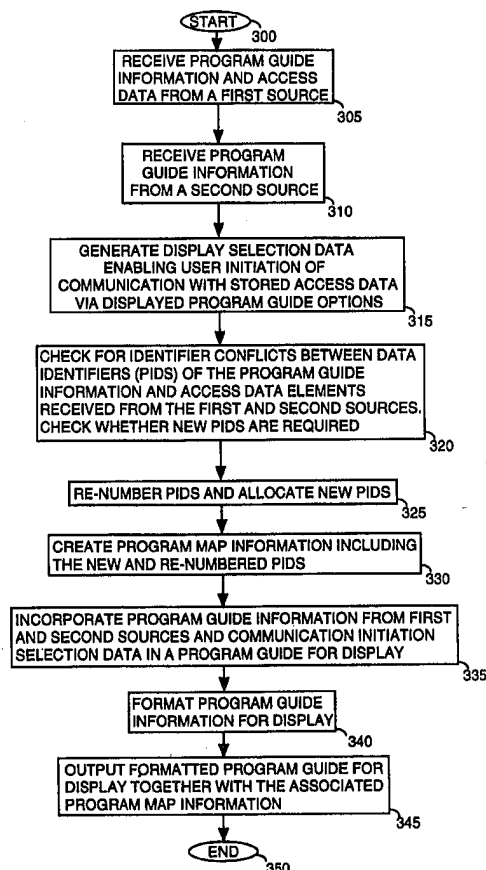 START
300
RECEIVE PROGRAM GUIDE
INFORMATION AND ACCESS
DATA FROM A FIRST SOURCE
305
RECEIVE PROGRAM
GUIDE INFORMATION
FROM A SECOND SOURCE
310
GENERATE DISPLAY SELECTION DATA
ENABLING USER INITIATION OF
COMMUNICATION WITH STORED ACCESS DATA
VIA DISPLAYED PROGRAM GUIDE OPTIONS
315
CHECK FOR IDENTIFIER CONFLICTS BETWEEN DATA
IDENTIFIERS (PIDS) OF THE PROGRAM GUIDE
INFORMATION AND ACCESS DATA ELEMENTS
RECEIVED FROM THE FIRST AND SECOND SOURCES.
CHECK WHETHER NEW PIDS ARE REQUIRED
320
RE-NUMBER PIDS AND ALLOCATE NEW PIDS
325
CREATE PROGRAM MAP INFORMATION INCLUDING
THE NEW AND RE-NUMBERED PIDS
330
INCORPORATE PROGRAM GUIDE INFORMATION FROM FIRST
AND SECOND SOURCES AND COMMUNICATION INITIATION
SELECTION DATA IN A PROGRAM GUIDE FOR DISPLAY
335
FORMAT PROGRAM GUIDE
INFORMATION FOR DISPLAY
340
OUTPUT FORMATTED PROGRAM GUIDE FOR
DISPLAY TOGETHER WITH THE ASSOCIATED
PROGRAM MAP INFORMATION
345
END
350